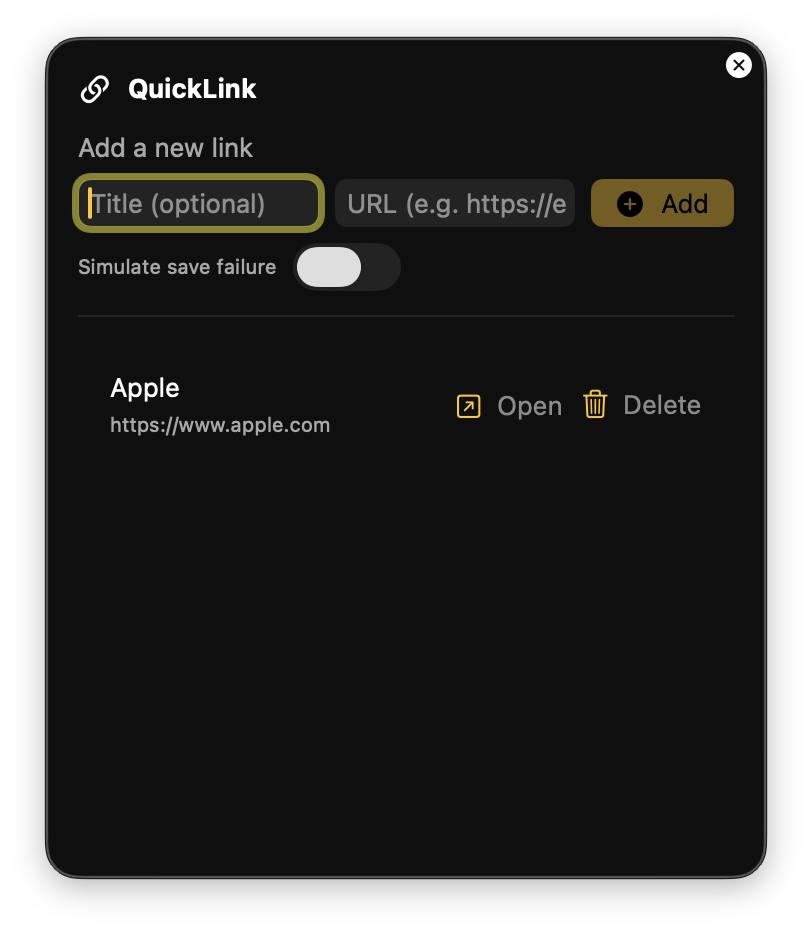 QuickLink
Add a new link
Title (optional) URL (e.g. https://e Add
Simulate save failure
Apple
https://www.apple.com
Open Delete